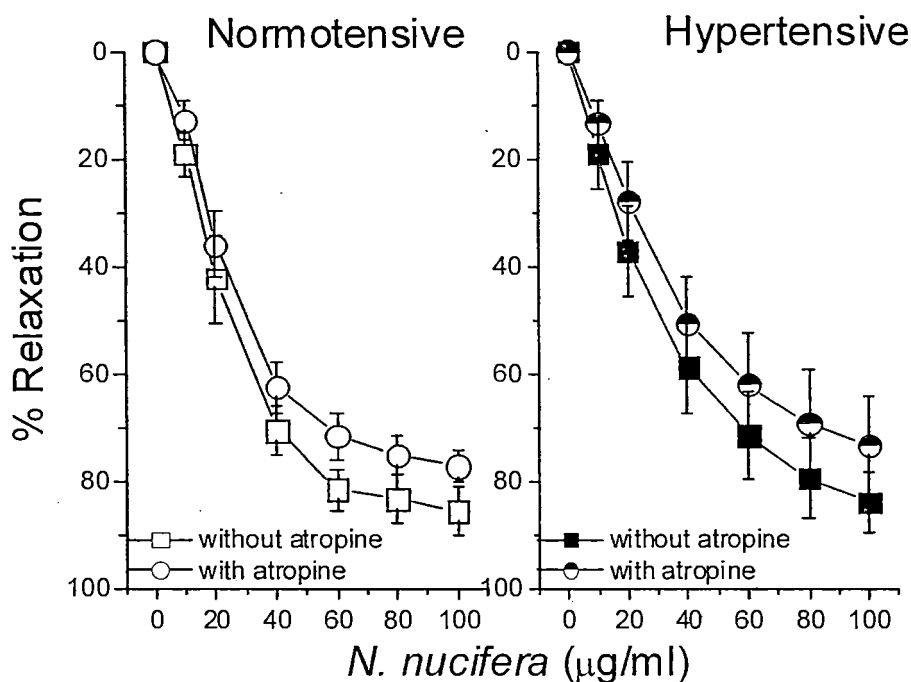 Normotensive
Hypertensive
% Relaxation
0
20
40
60
80
100
without atropine
with atropine
0 20 40 60 80 100
0
20
40
60
80
100
without atropine
with atropine
0 20 40 60 80 100
N. nucifera (μg/ml)